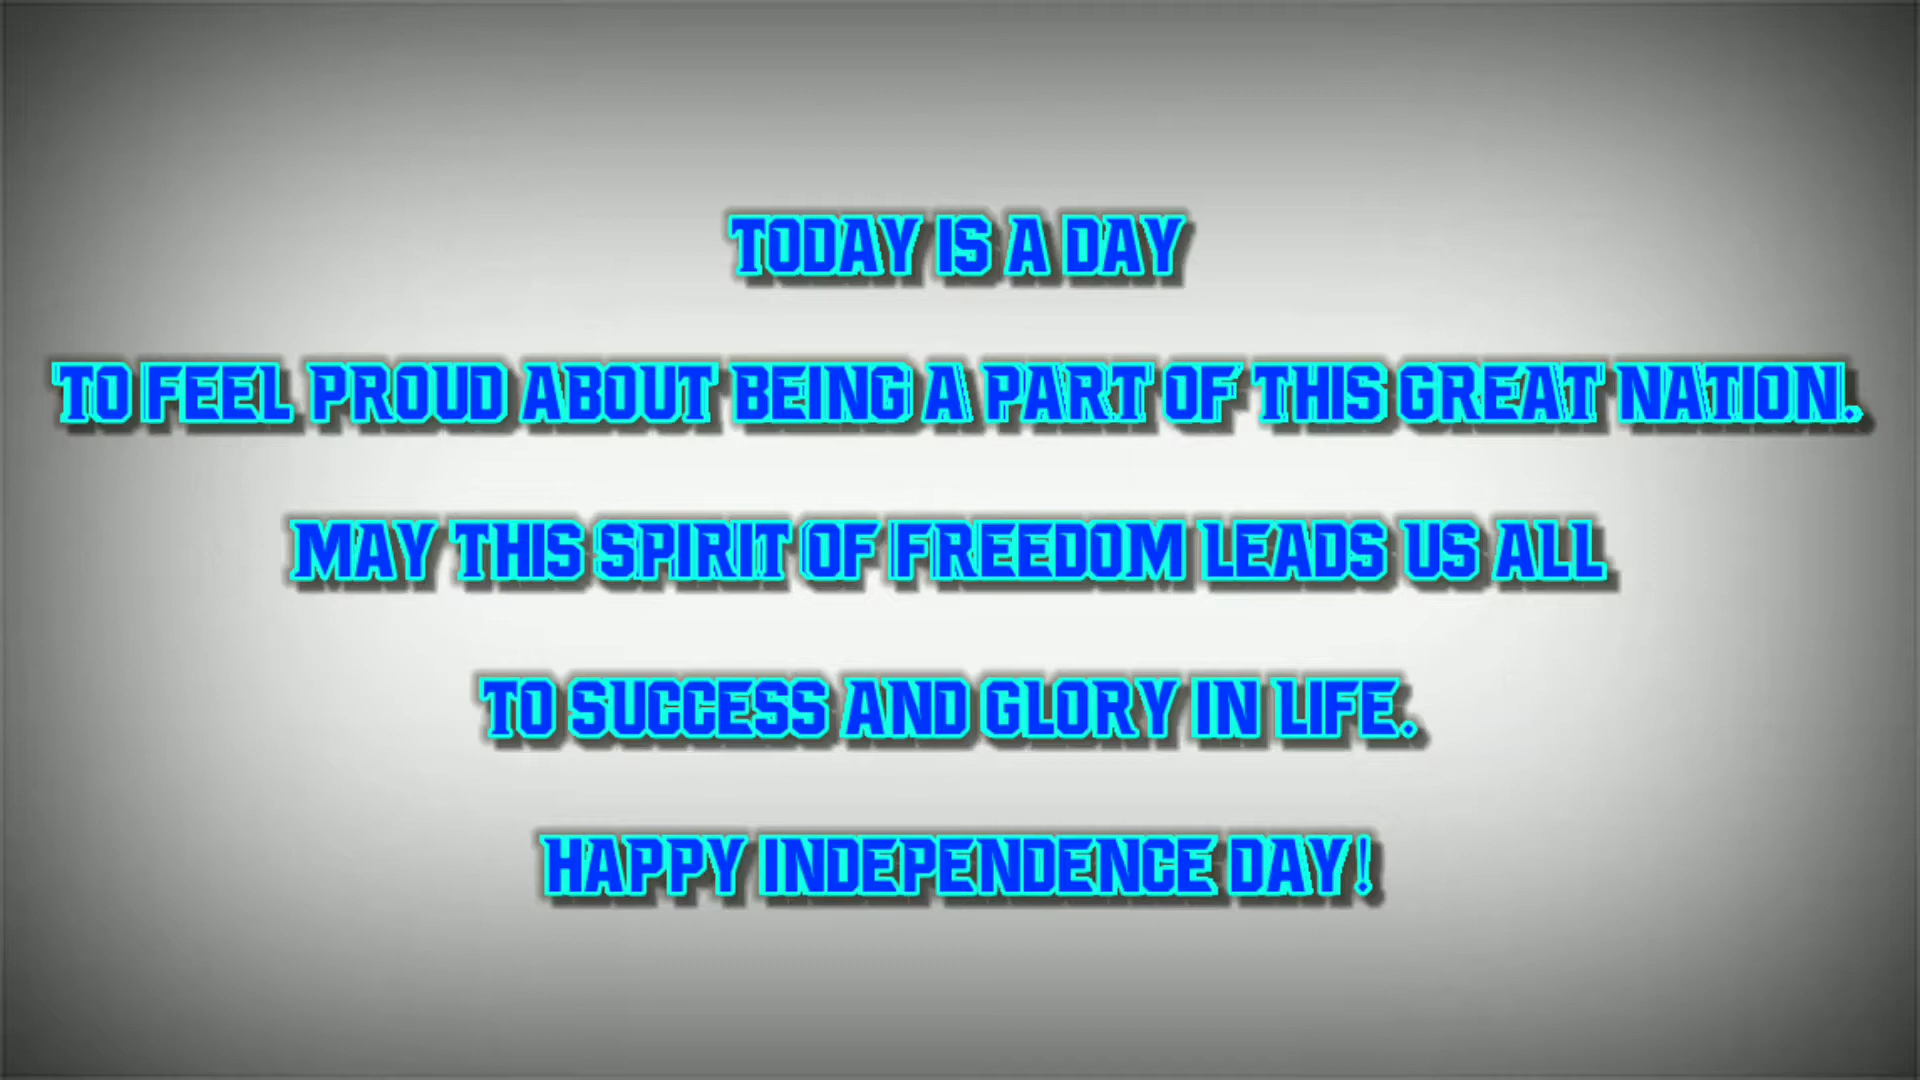 TODAY IS A DAY
TO FEEL PROUD ABOUT BEING A PART OF THIS GREAT NATION.
MAY THIS SPIRIT OF FREEDOM LEADS US ALL
TO SUCCESS AND GLORY IN LIFE.
HAPPY INDEPENDENCE DAY!